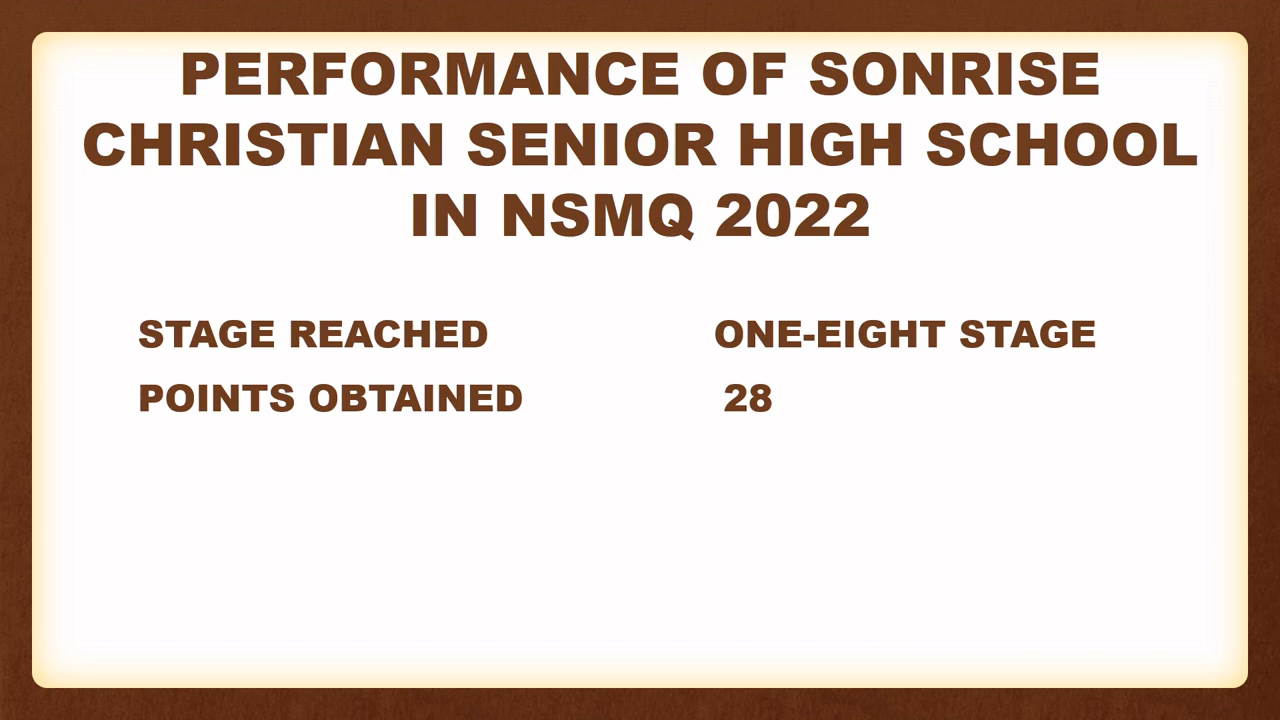 PERFORMANCE OF SONRISE
CHRISTIAN SENIOR HIGH SCHOOL
IN NSMQ 2022
STAGE REACHED ONE-EIGHT STAGE
POINTS OBTAINED 28